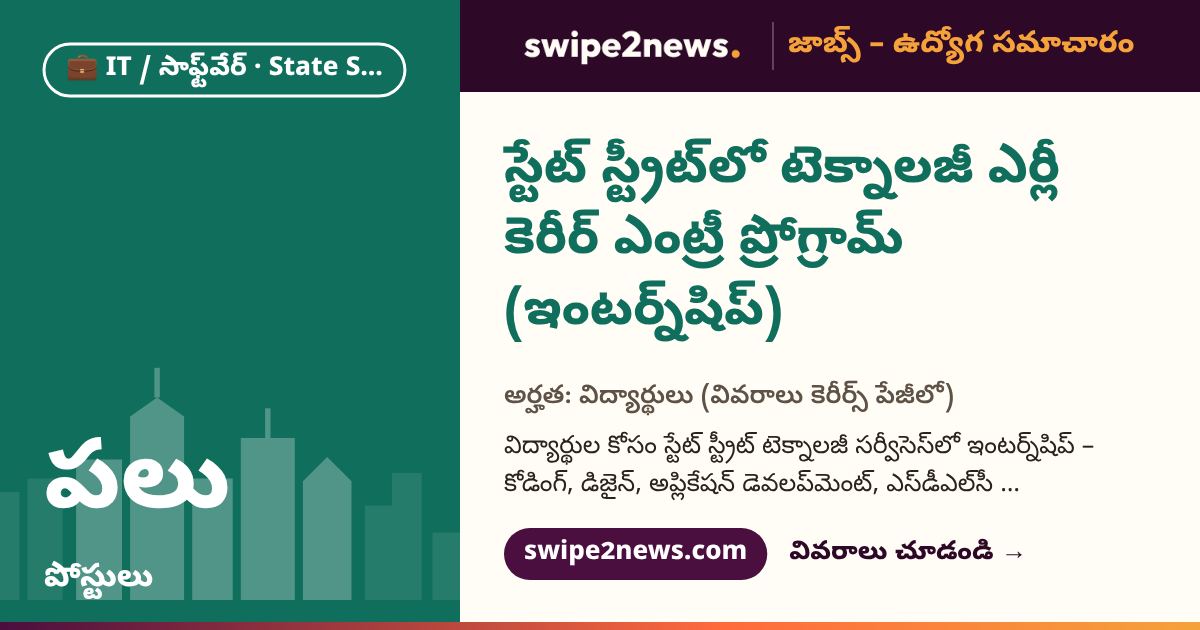 💼 IT / సాఫ్ట్‌వేర్ · State S...
swipe2news.
జాబ్స్ – ఉద్యోగ సమాచారం
స్టేట్ స్ట్రీట్‌లో టెక్నాలజీ ఎర్లీ
కెరీర్ ఎంట్రీ ప్రోగ్రామ్
(ఇంటర్న్‌షిప్)
అర్హత: విద్యార్థులు (వివరాలు కెరీర్స్ పేజీలో)
విద్యార్థుల కోసం స్టేట్ స్ట్రీట్ టెక్నాలజీ సర్వీసెస్‌లో ఇంటర్న్‌షిప్ –
కోడింగ్, డిజైన్, అప్లికేషన్ డెవలప్‌మెంట్, ఎస్‌డీఎల్‌సీ ...
పలు
పోస్టులు
swipe2news.com
వివరాలు చూడండి →